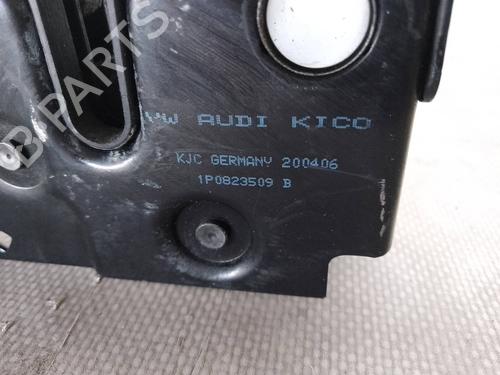 VW AUDI KICO
KJC GERMANY 200406
1P0823509 B
B PARTS